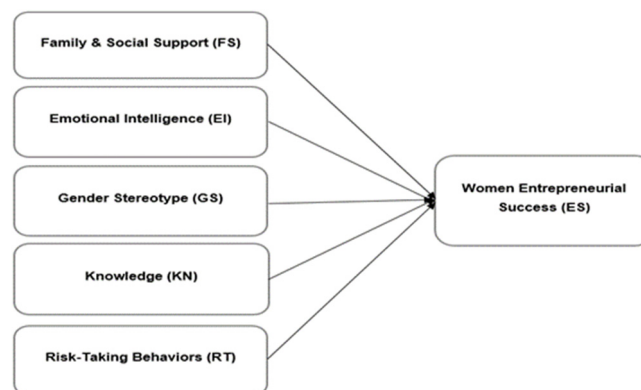 Family & Social Support (FS)
Emotional Intelligence (EI)
Gender Stereotype (GS)
Knowledge (KN)
Risk-Taking Behaviors (RT)
Women Entrepreneurial
Success (ES)